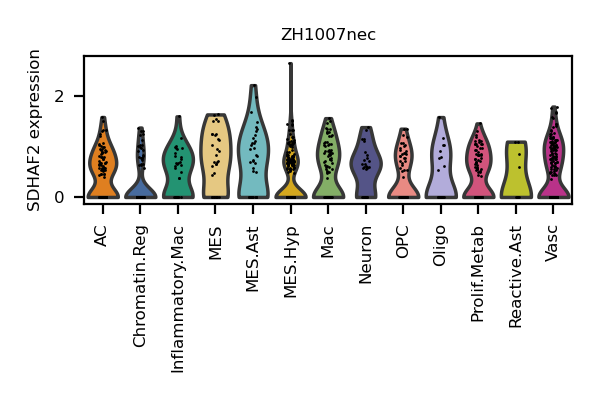 ZH1007nec
SDHAF2 expression
2
0
AC
Chromatin.Reg
Inflammatory.Mac
MES
MES.Ast
MES.Hyp
Mac
Neuron
OPC
Oligo
Prolif.Metab
Reactive.Ast
Vasc